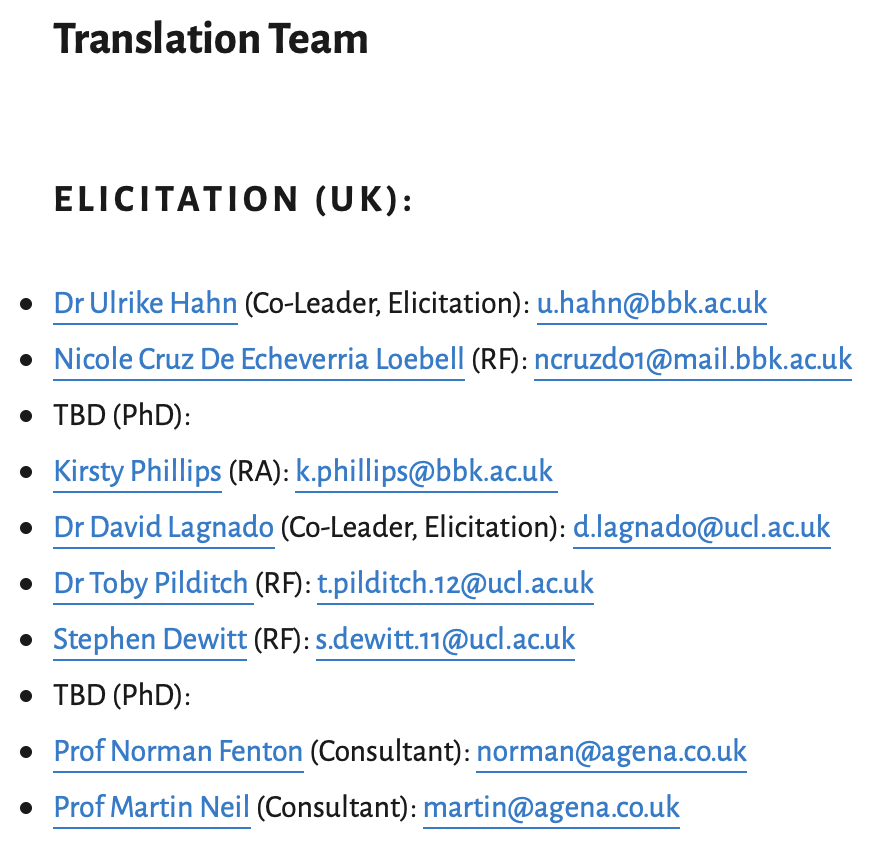 Translation Team
ELICITATION (UK):
• Dr Ulrike Hahn (Co-Leader, Elicitation): u.hahn@bbk.ac.uk
• Nicole Cruz De Echeverria Loebell (RF): ncruzd01@mail.bbk.ac.uk
• TBD (PhD):
• Kirsty Phillips (RA): k.phillips@bbk.ac.uk
• Dr David Lagnado (Co-Leader, Elicitation): d.lagnado@ucl.ac.uk
• Dr Toby Pilditch (RF): t.pilditch.12@ucl.ac.uk
• Stephen Dewitt (RF): s.dewitt.11@ucl.ac.uk
• TBD (PhD):
• Prof Norman Fenton (Consultant): norman@agena.co.uk
• Prof Martin Neil (Consultant): martin@agena.co.uk